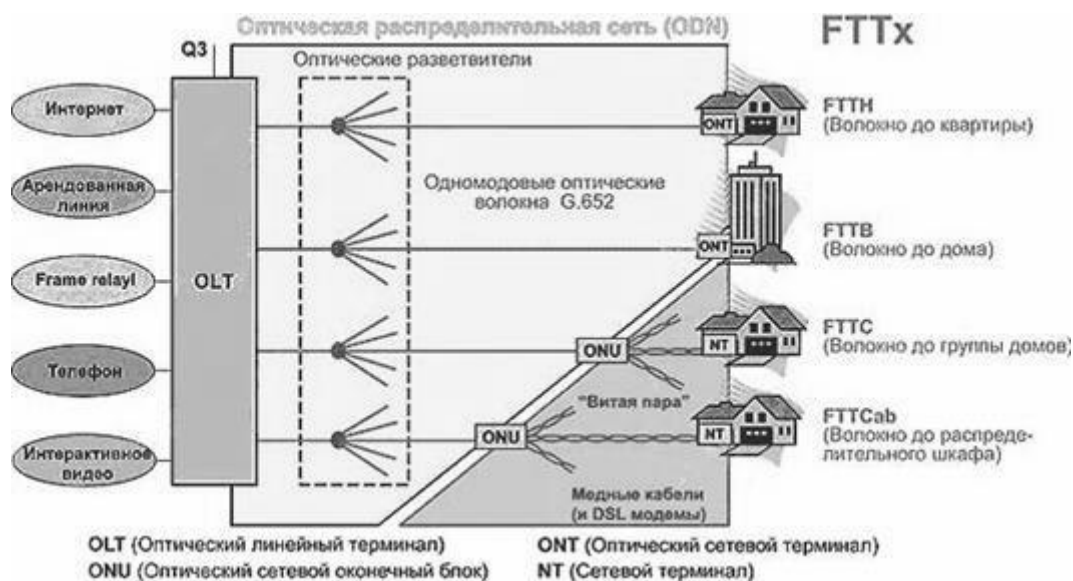 Оптическая распределительная сеть (ODN)
FTTx
Q3
Оптические разветвители
Интернет
Арендованная
линия
Frame relayl
Телефон
Интерактивное
видео
OLT
Одномодовые оптические
волокна G.652
ONT
FTTH
(Волокно до квартиры)
ONT
FTTB
(Волокно до дома)
ONU
NT
FTTC
(Волокно до группы домов)
"Витая пара"
ONU
NT
FTTCab
(Волокно до распреде-
лительного шкафа)
Медные кабели
(и DSL модемы)
OLT (Оптический линейный терминал)
ONT (Оптический сетевой терминал)
ONU (Оптический сетевой оконечный блок)
NT (Сетевой терминал)